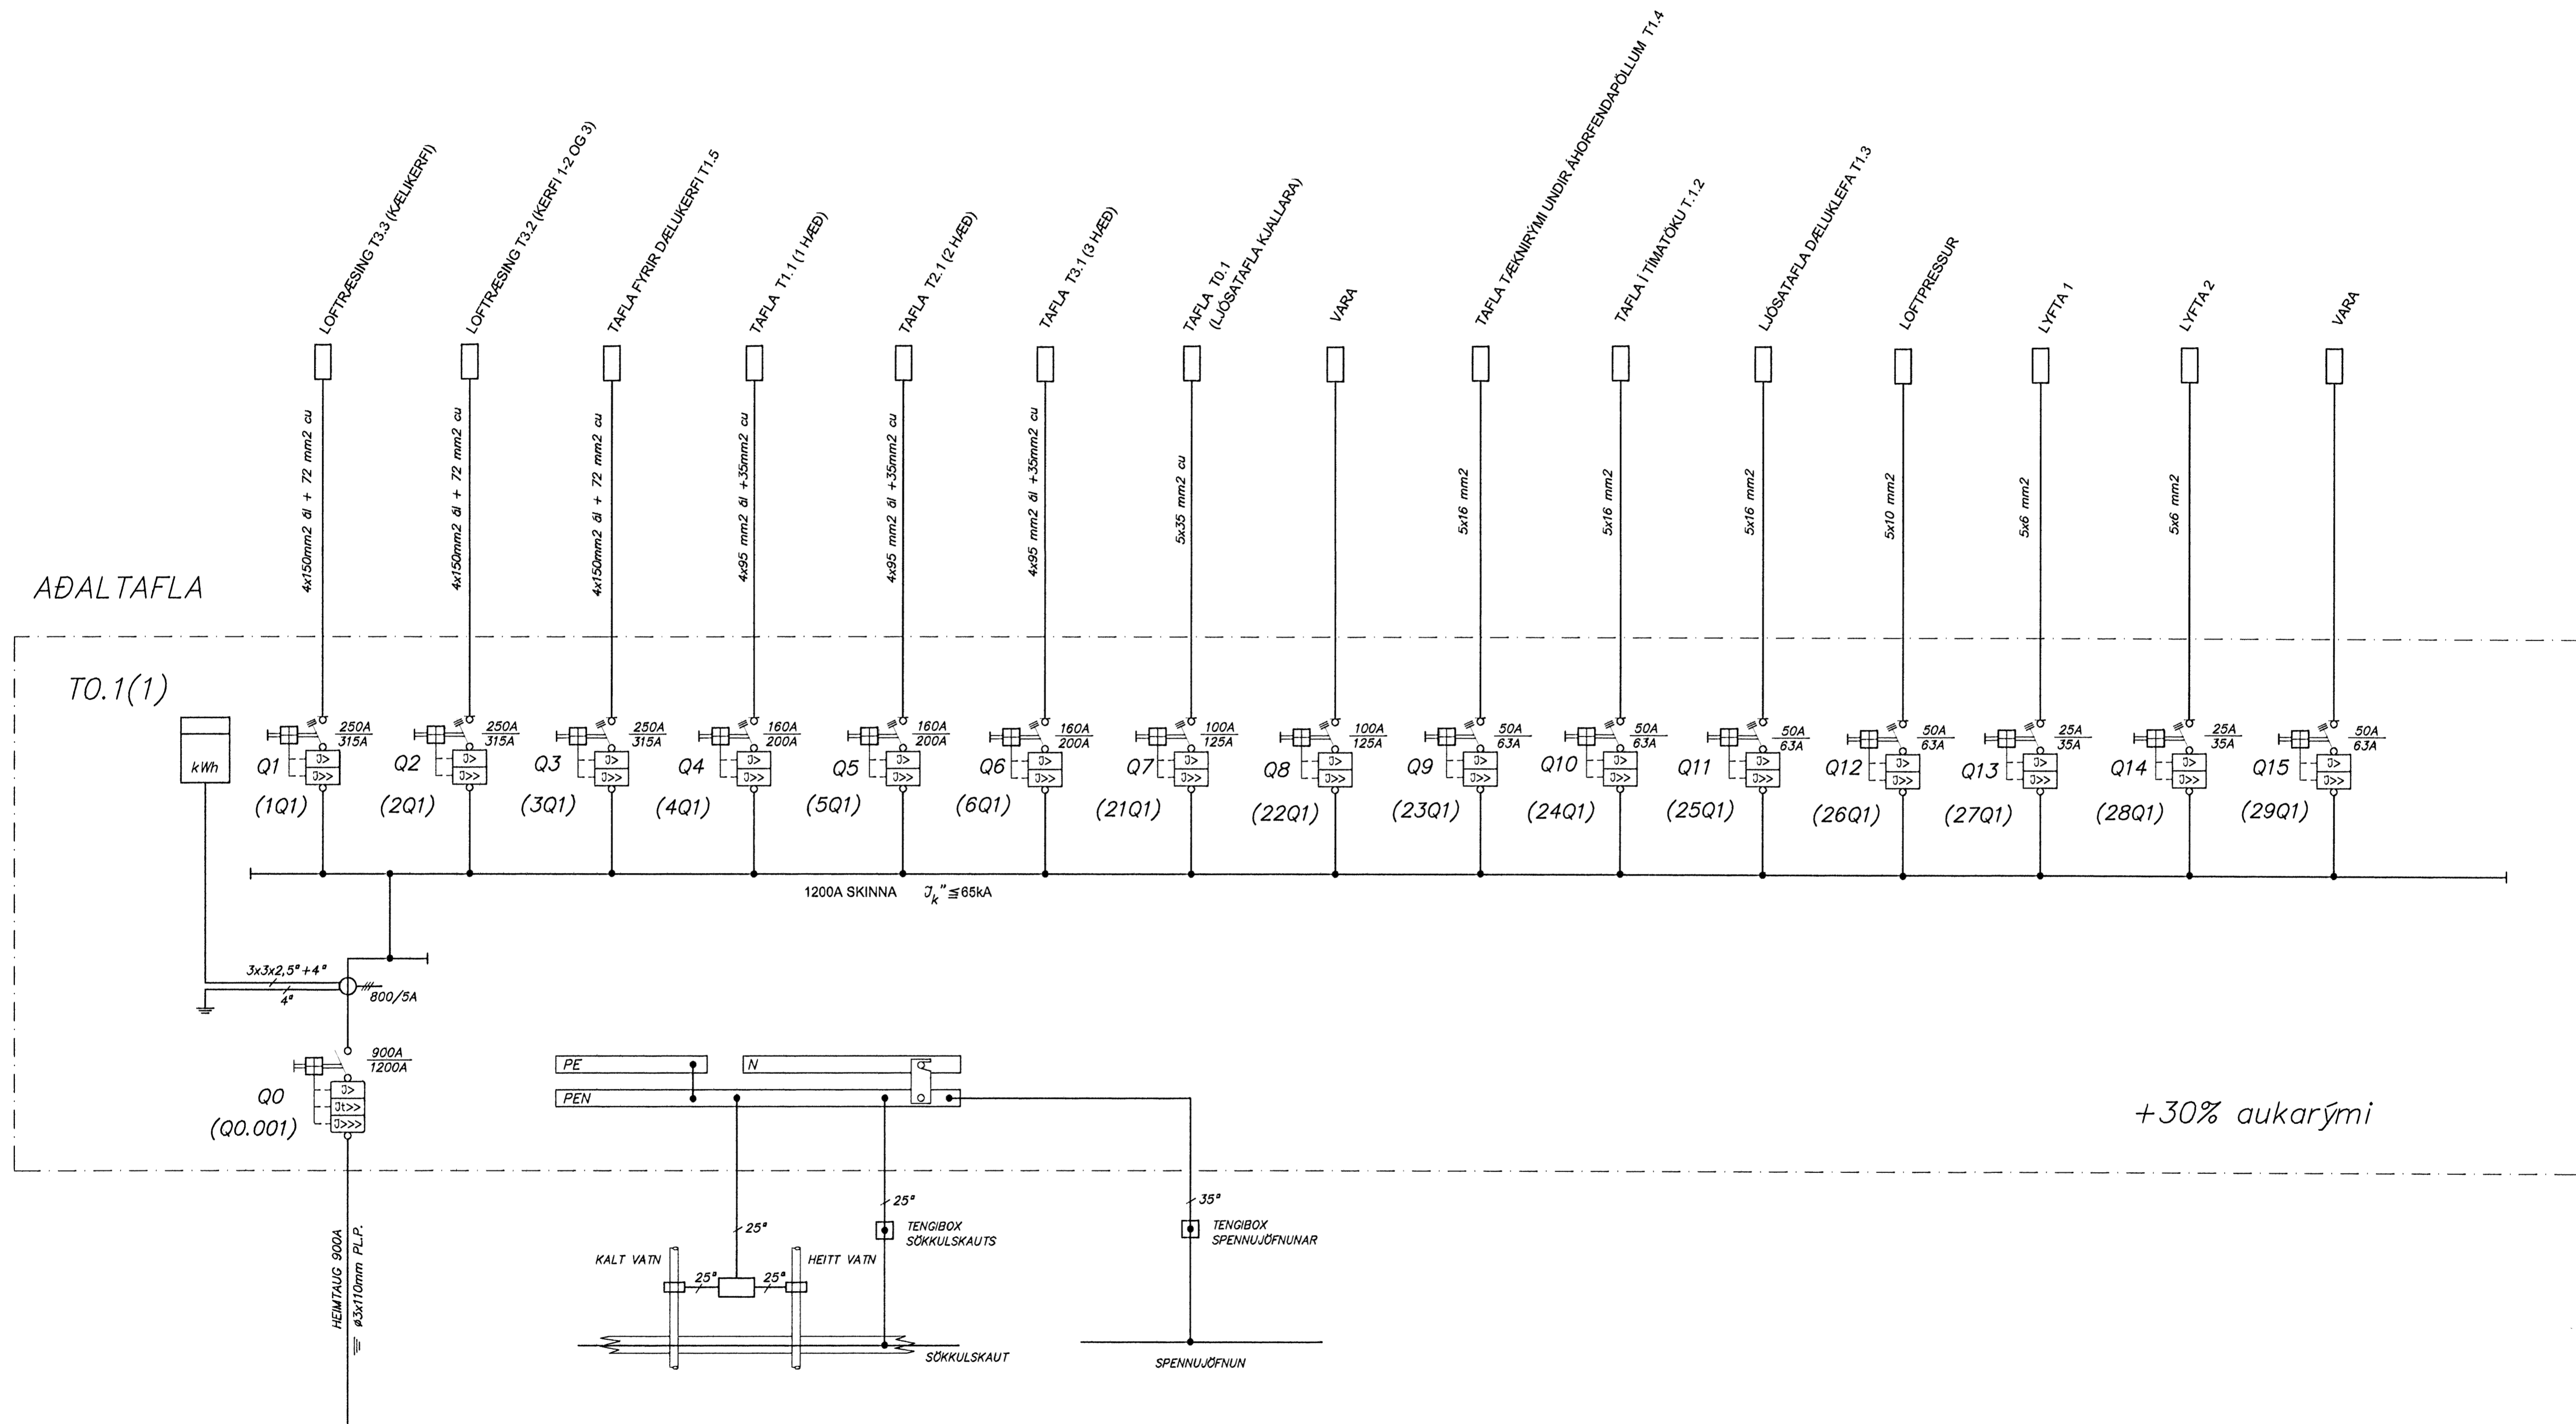 LOFTRÆSING T3.3 (KÆLIKERFI)
LOFTRÆSING T3.2 (KERFI 1-2 OG 3)
TAFLA FYRIR DÆLUKERFI T1.5
TAFLA T1.1 (1 HÆÐ)
TAFLA T2.1 (2 HÆÐ)
TAFLA T3.1 (3 HÆÐ)
TAFLA T0.1
(LJÓSATAFLA KJALLARA)
VARA
TAFLA TÆKNIRÝMI UNDIR ÁHORFENDAPÖLLUM T1.4
TAFLA Í TÍMATÖKU T.1.2
LJÓSATAFLA DÆLUKLEFA T1.3
LOFTPRESSUR
LYFTA 1
LYFTA 2
VARA
4x150mm2 ál + 72 mm2 cu
4x150mm2 ál + 72 mm2 cu
4x150mm2 ál + 72 mm2 cu
4x95 mm2 ál +35mm2 cu
4x95 mm2 ál +35mm2 cu
4x95 mm2 ál +35mm2 cu
5x35 mm2 cu
5x16 mm2
5x16 mm2
5x16 mm2
5x10 mm2
5x6 mm2
5x6 mm2
AÐALTAFLA
TO.1(1)
kWh
250A
315A
Q1
J>
J>>
(1Q1)
250A
315A
Q2
J>
J>>
(2Q1)
250A
315A
Q3
J>
J>>
(3Q1)
160A
200A
Q4
J>
J>>
(4Q1)
160A
200A
Q5
J>
J>>
(5Q1)
160A
200A
Q6
J>
J>>
(6Q1)
100A
125A
Q7
J>
J>>
(21Q1)
100A
125A
Q8
J>
J>>
(22Q1)
50A
63A
Q9
J>
J>>
(23Q1)
50A
63A
Q10
J>
J>>
(24Q1)
50A
63A
Q11
J>
J>>
(25Q1)
50A
63A
Q12
J>
J>>
(26Q1)
25A
35A
Q13
J>
J>>
(27Q1)
25A
35A
Q14
J>
J>>
(28Q1)
50A
63A
Q15
J>
J>>
(29Q1)
1200A SKINNA Jk" ≦65kA
3x3x2,5▫+4▫
4▫
800/5A
900A
1200A
Q0
J>
Jt>>
J>>>
(Q0.001)
PE
N
PEN
+30% aukarými
25▫
25▫
35▫
TENGIBOX
SÖKKULSKAUTS
TENGIBOX
SPENNUJÖFNUNAR
KALT VATN
HEITT VATN
25▫
25▫
HEIMTAUG 900A
ø3x110mm PL.P.
SÖKKULSKAUT
SPENNUJÖFNUN